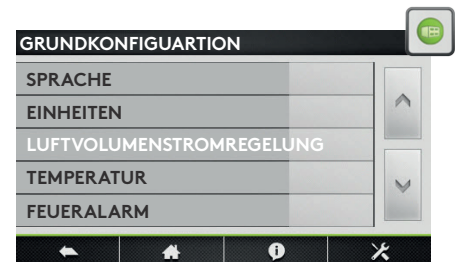 GRUNDKONFIGUARTION
SPRACHE
EINHEITEN
LUFTVOLUMENSTROMREGELUNG
TEMPERATUR
FEUERALARM